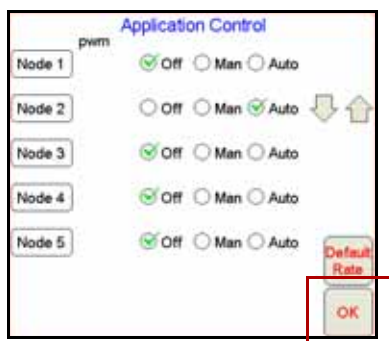 Application Control
pwm
Node 1 Off Man Auto
Node 2 Off Man Auto
Node 3 Off Man Auto
Node 4 Off Man Auto
Node 5 Off Man Auto
Default
Rate
OK